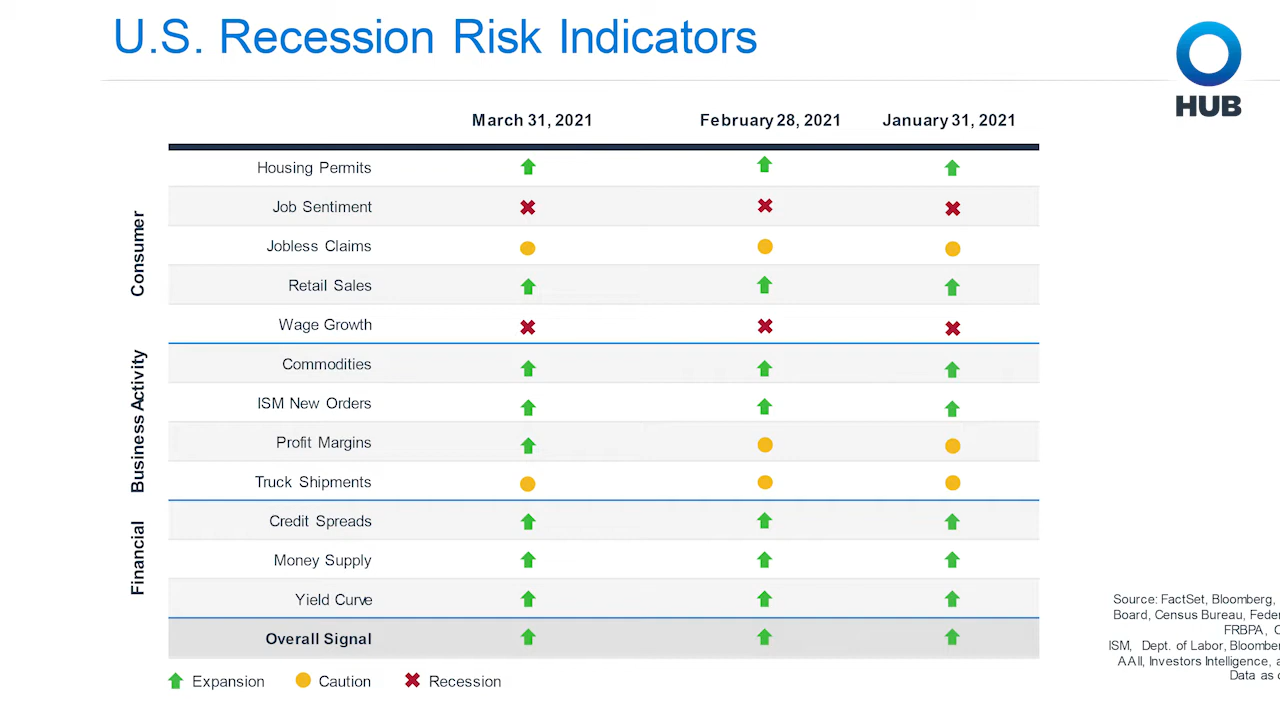 U.S. Recession Risk Indicators
HUB
March 31, 2021 February 28, 2021 January 31, 2021
Consumer
Housing Permits
Job Sentiment
Jobless Claims
Retail Sales
Wage Growth
Business Activity
Commodities
ISM New Orders
Profit Margins
Truck Shipments
Financial
Credit Spreads
Money Supply
Yield Curve
Overall Signal
Expansion Caution Recession
Source: FactSet, Bloomberg,
Board, Census Bureau,
FRBPA,
ISM, Dept. of Labor,
AAII, Investors Intelligence,
Data as